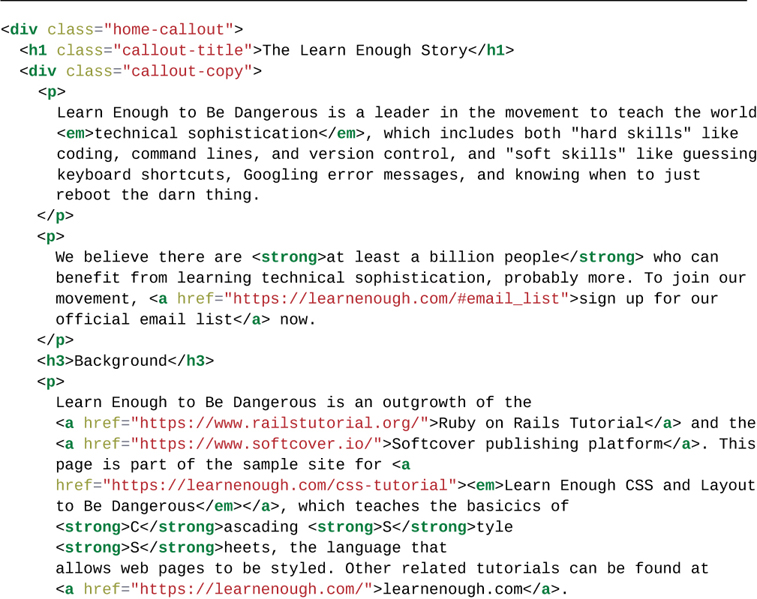 <div class="home-callout">
<h1 class="callout-title">The Learn Enough Story</h1>
<div class="callout-copy">
<p>
Learn Enough to Be Dangerous is a leader in the movement to teach the world
<em>technical sophistication</em>, which includes both "hard skills" like
coding, command lines, and version control, and "soft skills" like guessing
keyboard shortcuts, Googling error messages, and knowing when to just
reboot the darn thing.
</p>
<p>
We believe there are <strong>at least a billion people</strong> who can
benefit from learning technical sophistication, probably more. To join our
movement, <a href="https://learnenough.com/#email_list">sign up for our
official email list</a> now.
</p>
<h3>Background</h3>
<p>
Learn Enough to Be Dangerous is an outgrowth of the
<a href="https://www.railstutorial.org/">Ruby on Rails Tutorial</a> and the
<a href="https://www.softcover.io/">Softcover publishing platform</a>. This
page is part of the sample site for <a
href="https://learnenough.com/css-tutorial"><em>Learn Enough CSS and Layout
to Be Dangerous</em></a>, which teaches the basicics of
<strong>C</strong>ascading <strong>S</strong>tyle
<strong>S</strong>heets, the language that
allows web pages to be styled. Other related tutorials can be found at
<a href="https://learnenough.com/">learnenough.com</a>.